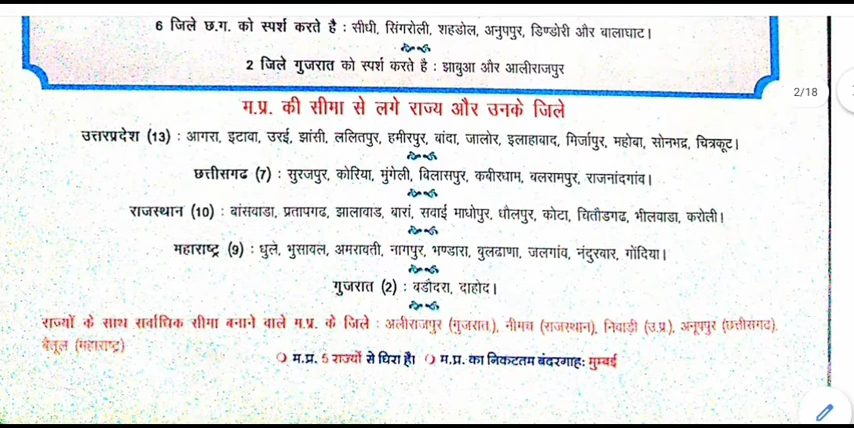 6 जिले छ.ग. को स्पर्श करते है : सीधी, सिंगरोली, शहडोल, अनुपपुर, डिण्डोरी और बालाघाट।
2 जिले गुजरात को स्पर्श करते है : झाबुआ और आलीराजपुर
2/18
म.प्र. की सीमा से लगे राज्य और उनके जिले
उत्तरप्रदेश (13) : आगरा, इटावा, उरई, झांसी, ललितपुर, हमीरपुर, बांदा, जालोर, इलाहाबाद, मिर्जापुर, महोबा, सोनभद्र, चित्रकूट।
छत्तीसगढ (7) : सुरजपुर, कोरिया, मुंगेली, बिलासपुर, कबीरधाम, बलरामपुर, राजनांदगांव।
राजस्थान (10) : बांसवाडा, प्रतापगढ, झालावाड, बारां, सवाई माधोपुर, धौलपुर, कोटा, चितौडगढ, भीलवाडा, करोली।
महाराष्ट्र (9) : धुले, भुसावल, अमरावती, नागपुर, भण्डारा, बुलढाणा, जलगांव, नंदुरबार, गोंदिया।
गुजरात (2) : बडौदरा, दाहोद।
राज्यों के साथ सर्वाधिक सीमा बनाने वाले म.प्र. के जिले : अलीराजपुर (गुजरात.), नीमच (राजस्थान), निवाड़ी (उ.प्र.), अनूपपुर (छत्तीसगढ),
बैतूल (महाराष्ट्र)
म.प्र. 5 राज्यों से घिरा है। म.प्र. का निकटतम बंदरगाहः मुम्बई